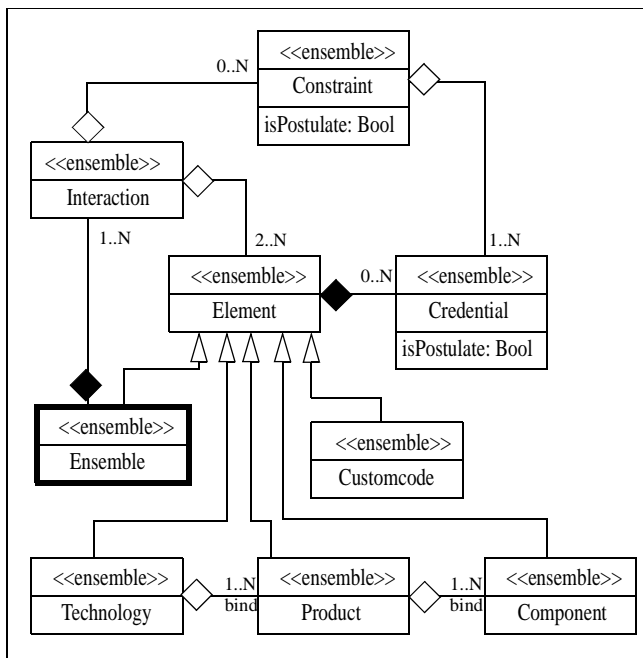 <<ensemble>>
0..N
Constraint
isPostulate: Bool
<<ensemble>>
Interaction
1..N
2..N
1..N
<<ensemble>>
0..N
<<ensemble>>
Element
Credential
isPostulate: Bool
<<ensemble>>
Ensemble
<<ensemble>>
Customcode
<<ensemble>>
1..N
<<ensemble>>
1..N
<<ensemble>>
Technology
bind
Product
bind
Component